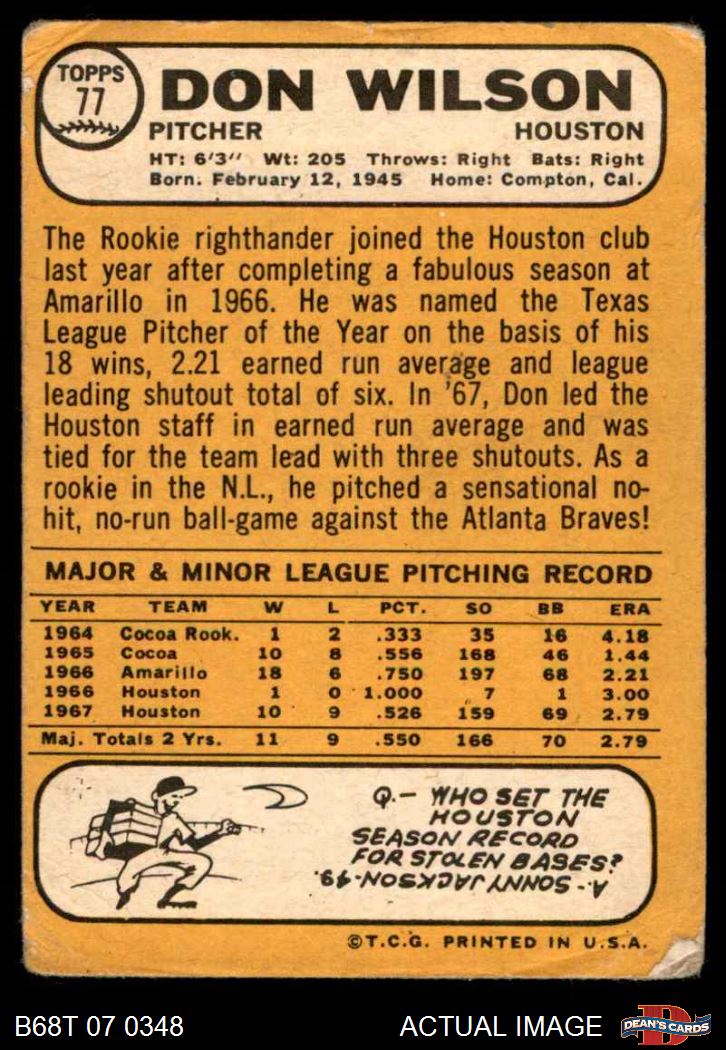 TOPPS
77
DON WILSON
PITCHER HOUSTON
HT: 6'3" Wt: 205 Throws: Right Bats: Right
Born: February 12, 1945 Home: Compton, Cal.
The Rookie righthander joined the Houston club
last year after completing a fabulous season at
Amarillo in 1966. He was named the Texas
League Pitcher of the Year on the basis of his
18 wins, 2.21 earned run average and league
leading shutout total of six. In '67, Don led the
Houston staff in earned run average and was
tied for the team lead with three shutouts. As a
rookie in the N.L., he pitched a sensational no-
hit, no-run ball-game against the Atlanta Braves!
MAJOR & MINOR LEAGUE PITCHING RECORD
YEAR TEAM W L PCT. SO BB ERA
1964 Cocoa Rook. 1 2 .333 35 16 4.18
1965 Cocoa 10 8 .556 168 46 1.44
1966 Amarillo 18 6 .750 197 68 2.21
1966 Houston 1 0 1.000 7 1 3.00
1967 Houston 10 9 .526 159 69 2.79
Maj. Totals 2 Yrs. 11 9 .550 166 70 2.79
Q.- WHO SET THE
HOUSTON
SEASON RECORD
FOR STOLEN BASES?
A.- SONNY JACKSON-49.
©T.C.G. PRINTED IN U.S.A.
B68T 07 0348 ACTUAL IMAGE
D
DEAN'S CARDS